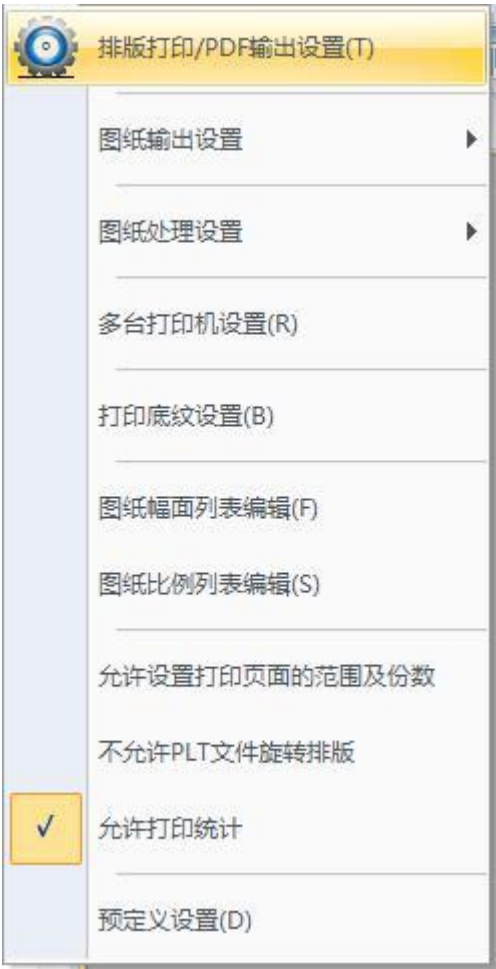 排版打印/PDF输出设置(T)
图纸输出设置
图纸处理设置
多台打印机设置(R)
打印底纹设置(B)
图纸幅面列表编辑(F)
图纸比例列表编辑(S)
允许设置打印页面的范围及份数
不允许PLT文件旋转排版
允许打印统计
预定义设置(D)